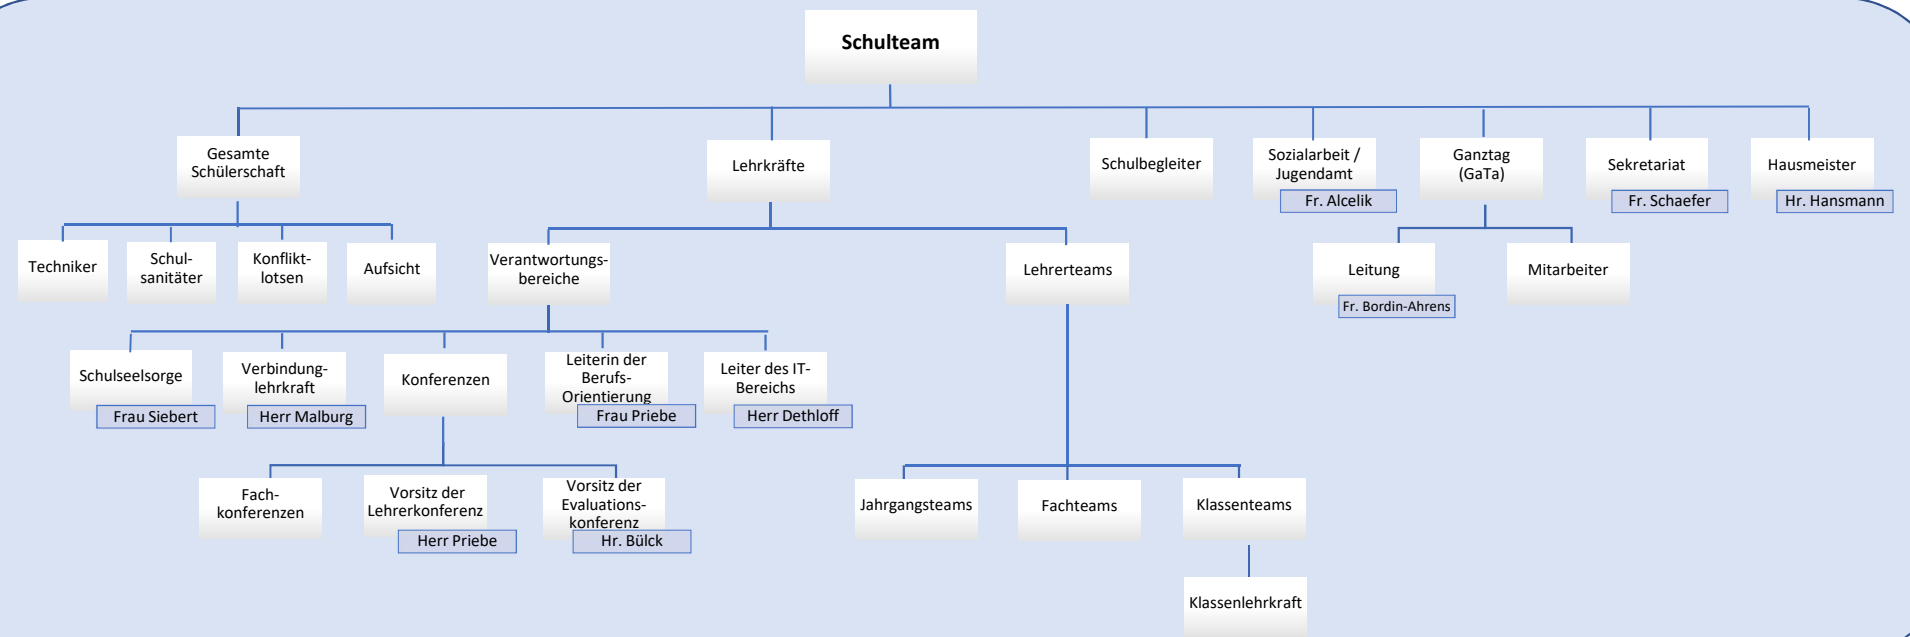 Schulteam
Gesamte
Schülerschaft
Lehrkräfte
Schulbegleiter
Sozialarbeit /
Jugendamt
Fr. Alcelik
Ganztag
(GaTa)
Sekretariat
Fr. Schaefer
Hausmeister
Hr. Hansmann
Techniker
Schul-
sanitäter
Konflikt-
lotsen
Aufsicht
Verantwortungs-
bereiche
Lehrerteams
Leitung
Fr. Bordin-Ahrens
Mitarbeiter
Schulseelsorge
Frau Siebert
Verbindung-
lehrkraft
Herr Malburg
Konferenzen
Leiterin der
Berufs-
Orientierung
Frau Priebe
Leiter des IT-
Bereichs
Herr Dethloff
Fach-
konferenzen
Vorsitz der
Lehrerkonferenz
Herr Priebe
Vorsitz der
Evaluations-
konferenz
Hr. Bülck
Jahrgangsteams
Fachteams
Klassenteams
Klassenlehrkraft